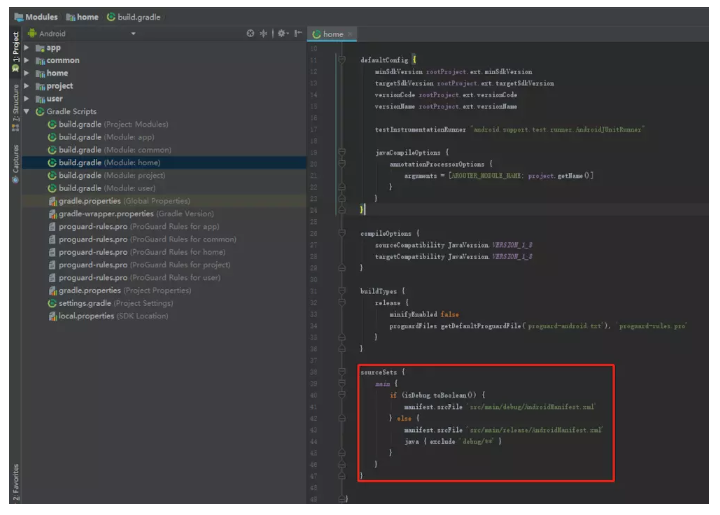 Modules home build.gradle
1: Project
7: Structure
Captures
2: Favorites
Android
app
common
home
project
user
Gradle Scripts
build.gradle (Project: Modules)
build.gradle (Module: app)
build.gradle (Module: common)
build.gradle (Module: home)
build.gradle (Module: project)
build.gradle (Module: user)
gradle.properties (Global Properties)
gradle-wrapper.properties (Gradle Version)
proguard-rules.pro (ProGuard Rules for app)
proguard-rules.pro (ProGuard Rules for common)
proguard-rules.pro (ProGuard Rules for home)
proguard-rules.pro (ProGuard Rules for project)
proguard-rules.pro (ProGuard Rules for user)
gradle.properties (Project Properties)
settings.gradle (Project Settings)
local.properties (SDK Location)
home
defaultConfig {
minSdkVersion rootProject.ext.minSdkVersion
targetSdkVersion rootProject.ext.targetSdkVersion
versionCode rootProject.ext.versionCode
versionName rootProject.ext.versionName
testInstrumentationRunner "android.support.test.runner.AndroidJUnitRunner"
javaCompileOptions {
annotationProcessorOptions {
arguments = [AROUTER_MODULE_NAME: project.getName()]
}
}
}
compileOptions {
sourceCompatibility JavaVersion.VERSION_1_8
targetCompatibility JavaVersion.VERSION_1_8
}
buildTypes {
release {
minifyEnabled false
proguardFiles getDefaultProguardFile('proguard-android.txt'), 'proguard-rules.pro'
}
}
sourceSets {
main {
if (isDebug.toBoolean()) {
manifest.srcFile 'src/main/debug/AndroidManifest.xml'
} else {
manifest.srcFile 'src/main/release/AndroidManifest.xml'
java { exclude 'debug/**' }
}
}
}
}